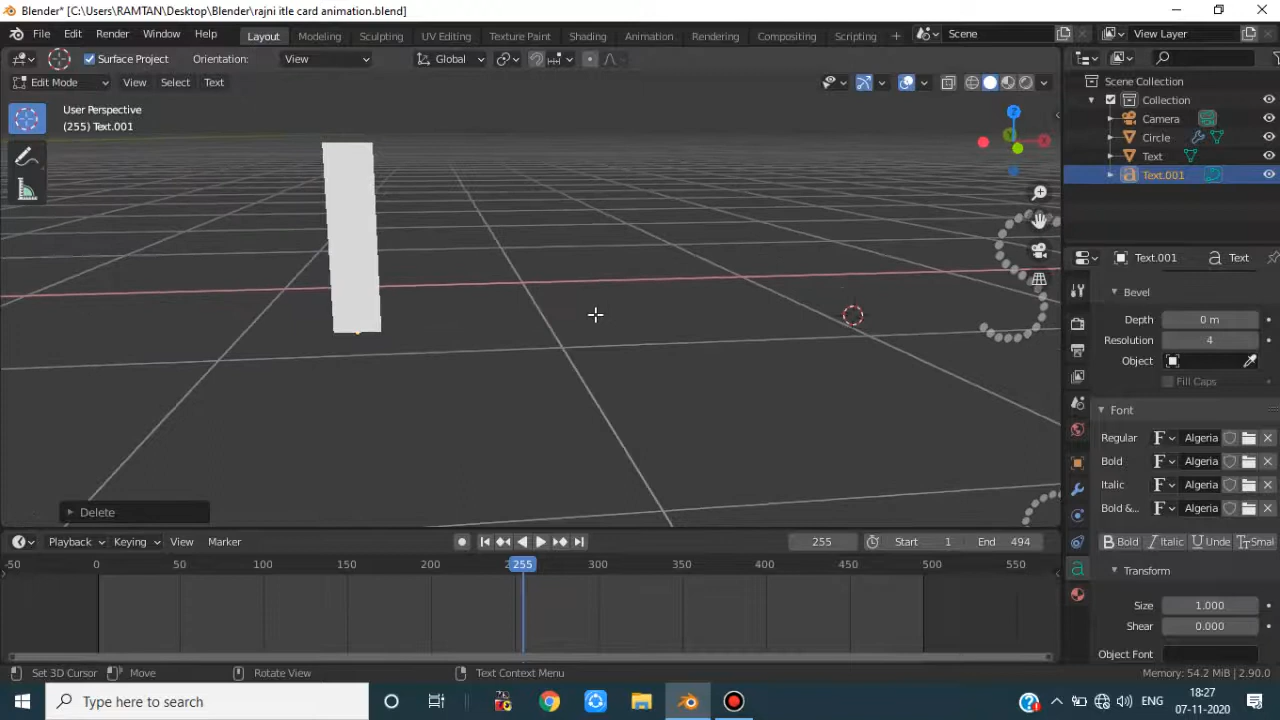 Blender* [C:\Users\RAMTAN\Desktop\Blender\rajni itle card animation.blend]
File Edit Render Window Help Layout Modeling Sculpting UV Editing Texture Paint Shading Animation Rendering Compositing Scripting Scene View Layer
Surface Project Orientation: View Global
Edit Mode View Select Text
Scene Collection
Collection
Camera
Circle
Text
Text.001
User Perspective
(255) Text.001
Z
X
Text.001 Text
Bevel
Depth: 0 m
Resolution 4
Object
Fill Caps
Font
Regular F Algeria
Bold F Algeria
Italic F Algeria
Bold &... F Algeria
B Bold I Italic U Unde Smal
Transform
Size 1.000
Shear 0.000
Object Font
Delete
Playback Keying View Marker 255 Start 1 End 494
-50 0 50 100 150 200 255 300 350 400 450 500 550
Set 3D Cursor Move Rotate View Text Context Menu Memory: 54.2 MiB | 2.90.0
Type here to search
ENG
18:27
07-11-2020